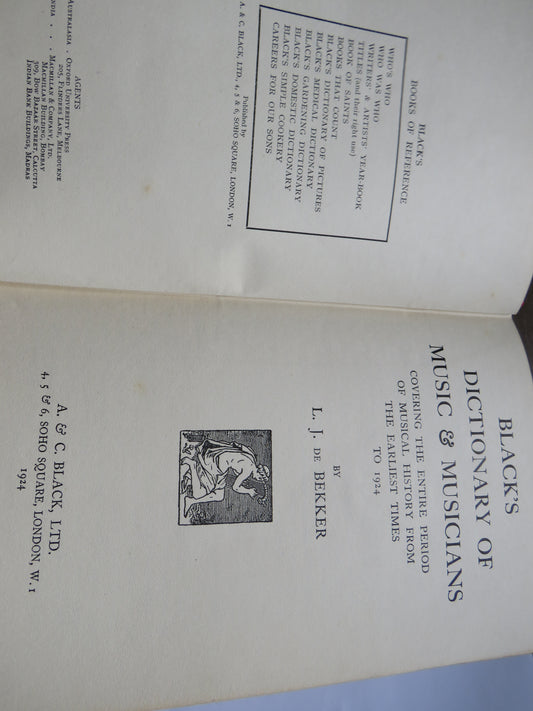 BLACK'S
BOOKS OF REFERENCE
WHO'S WHO
WHO WAS WHO
WRITERS' & ARTISTS' YEAR-BOOK
TITLES (and their right use)
BOOK OF SAINTS
BOOKS THAT COUNT
BLACK'S DICTIONARY OF PICTURES
BLACK'S MEDICAL DICTIONARY
BLACK'S GARDENING DICTIONARY
BLACK'S DOMESTIC DICTIONARY
BLACK'S SIMPLE COOKERY
CAREERS FOR OUR SONS
Published by
A. & C. BLACK, LTD., 4, 5 & 6, SOHO SQUARE, LONDON, W. 1
AGENTS
AUSTRALASIA . OXFORD UNIVERSITY PRESS
205, FLINDERS LANE, MELBOURNE
. . MACMILLAN & COMPANY, LTD.
MACMILLAN BUILDING, BOMBAY
309, BOW BAZAAR STREET, CALCUTTA
INDIAN BANK BUILDINGS, MADRAS
BLACK'S
DICTIONARY OF
MUSIC & MUSICIANS
COVERING THE ENTIRE PERIOD
OF MUSICAL HISTORY FROM
THE EARLIEST TIMES
TO 1924
BY
L. J. DE BEKKER
A. & C. BLACK, LTD.
4, 5 & 6, SOHO SQUARE, LONDON, W. 1
1924